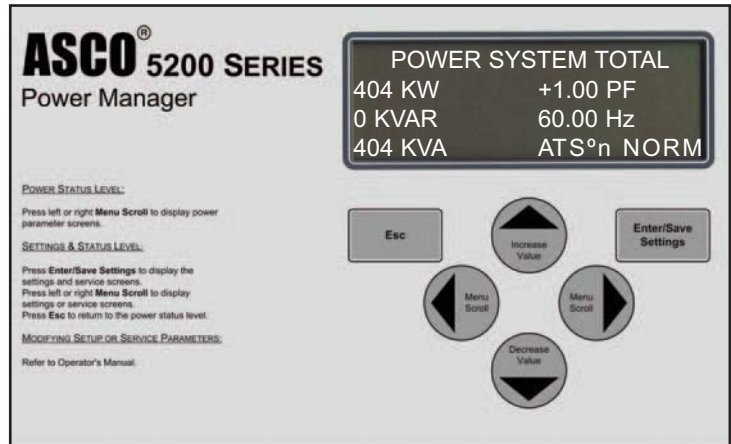 ASCO® 5200 SERIES
Power Manager
POWER STATUS LEVEL:
Press left or right Menu Scroll to display power
parameter screens.
SETTINGS & STATUS LEVEL:
Press Enter/Save Settings to display the
settings and service screens.
Press left or right Menu Scroll to display
settings or service screens.
Press Esc to return to the power status level.
MODIFYING SETUP OR SERVICE PARAMETERS:
Refer to Operator's Manual.
POWER SYSTEM TOTAL
404 KW +1.00 PF
0 KVAR 60.00 Hz
404 KVA ATSºn NORM
Esc
Increase
Value
Enter/Save
Settings
Menu
Scroll
Menu
Scroll
Decrease
Value